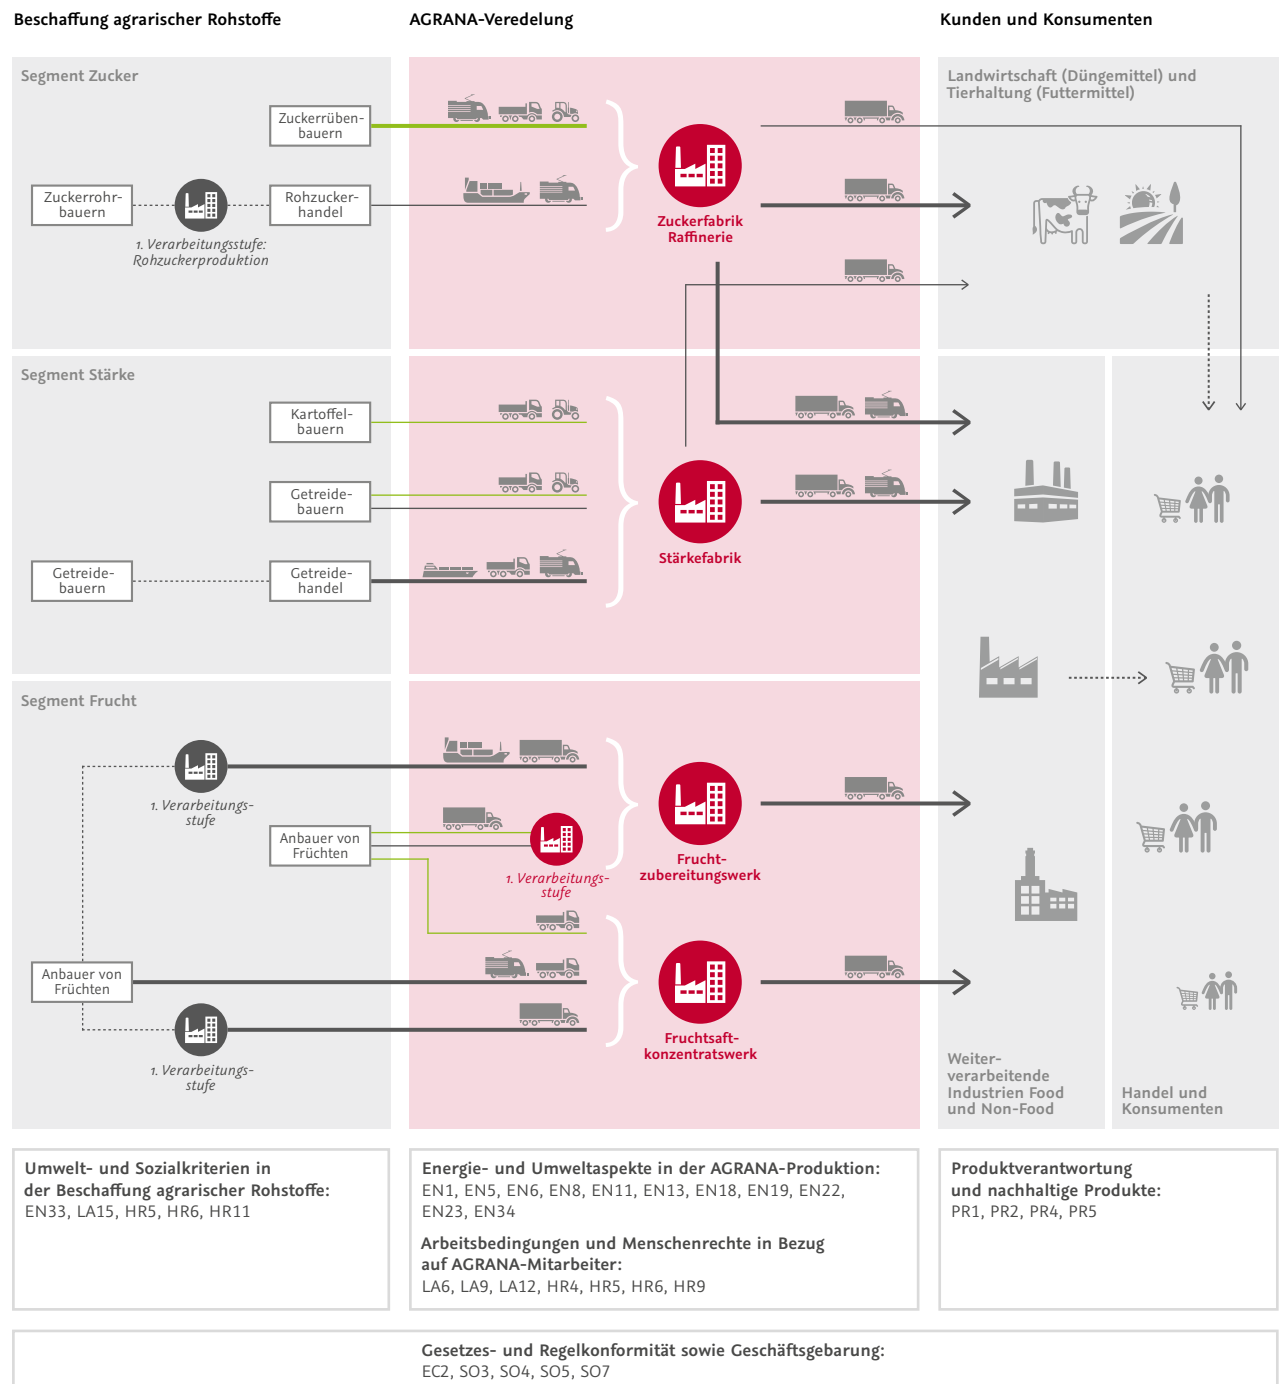 Beschaffung agrarischer Rohstoffe
AGRANA-Veredelung
Kunden und Konsumenten
Segment Zucker
Zuckerrüben-
bauern
Zuckerrohr-
bauern
Rohzucker-
handel
1. Verarbeitungsstufe:
Rohzuckerproduktion
Zuckerfabrik
Raffinerie
Landwirtschaft (Düngemittel) und
Tierhaltung (Futtermittel)
Segment Stärke
Kartoffel-
bauern
Getreide-
bauern
Getreide-
bauern
Getreide-
handel
Stärkefabrik
Segment Frucht
1. Verarbeitungs-
stufe
Anbauer von
Früchten
1. Verarbeitungs-
stufe
Frucht-
zubereitungswerk
Anbauer von
Früchten
1. Verarbeitungs-
stufe
Fruchtsaft-
konzentratswerk
Weiter-
verarbeitende
Industrien Food
und Non-Food
Handel und
Konsumenten
Umwelt- und Sozialkriterien in
der Beschaffung agrarischer Rohstoffe:
EN33, LA15, HR5, HR6, HR11
Energie- und Umweltaspekte in der AGRANA-Produktion:
EN1, EN5, EN6, EN8, EN11, EN13, EN18, EN19, EN22,
EN23, EN34
Arbeitsbedingungen und Menschenrechte in Bezug
auf AGRANA-Mitarbeiter:
LA6, LA9, LA12, HR4, HR5, HR6, HR9
Produktverantwortung
und nachhaltige Produkte:
PR1, PR2, PR4, PR5
Gesetzes- und Regelkonformität sowie Geschäftsgebarung:
EC2, SO3, SO4, SO5, SO7